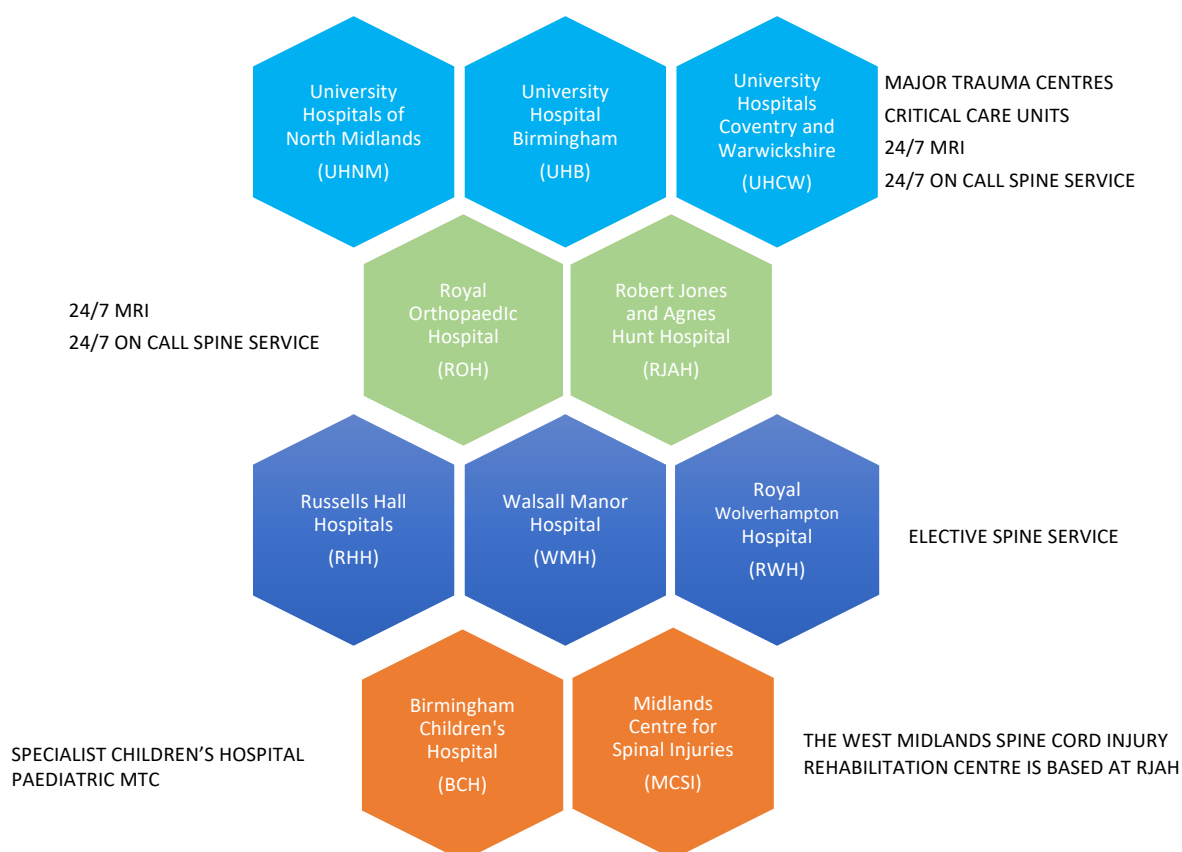 University
Hospitals of
North Midlands
(UHNM)
University
Hospital
Birmingham
(UHB)
University
Hospitals
Coventry and
Warwickshire
(UHCW)
MAJOR TRAUMA CENTRES
CRITICAL CARE UNITS
24/7 MRI
24/7 ON CALL SPINE SERVICE
24/7 MRI
24/7 ON CALL SPINE SERVICE
Royal
OrthopaedIc
Hospital
(ROH)
Robert Jones
and Agnes
Hunt Hospital
(RJAH)
Russells Hall
Hospitals
(RHH)
Walsall Manor
Hospital
(WMH)
Royal
Wolverhampton
Hospital
(RWH)
ELECTIVE SPINE SERVICE
SPECIALIST CHILDREN’S HOSPITAL
PAEDIATRIC MTC
Birmingham
Children's
Hospital
(BCH)
Midlands
Centre for
Spinal Injuries
(MCSI)
THE WEST MIDLANDS SPINE CORD INJURY
REHABILITATION CENTRE IS BASED AT RJAH